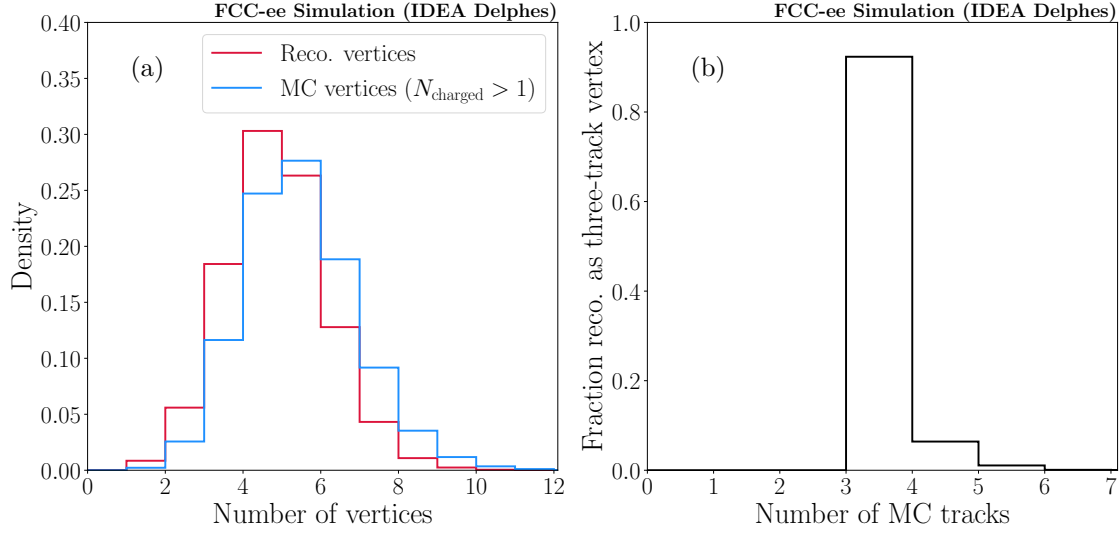 FCC-ee Simulation (IDEA Delphes)
(a)
Reco. vertices
MC vertices (N_charged > 1)
Density
0.40
0.35
0.30
0.25
0.20
0.15
0.10
0.05
0.00
0 2 4 6 8 10 12
Number of vertices
FCC-ee Simulation (IDEA Delphes)
(b)
Fraction reco. as three-track vertex
1.0
0.8
0.6
0.4
0.2
0.0
0 1 2 3 4 5 6 7
Number of MC tracks